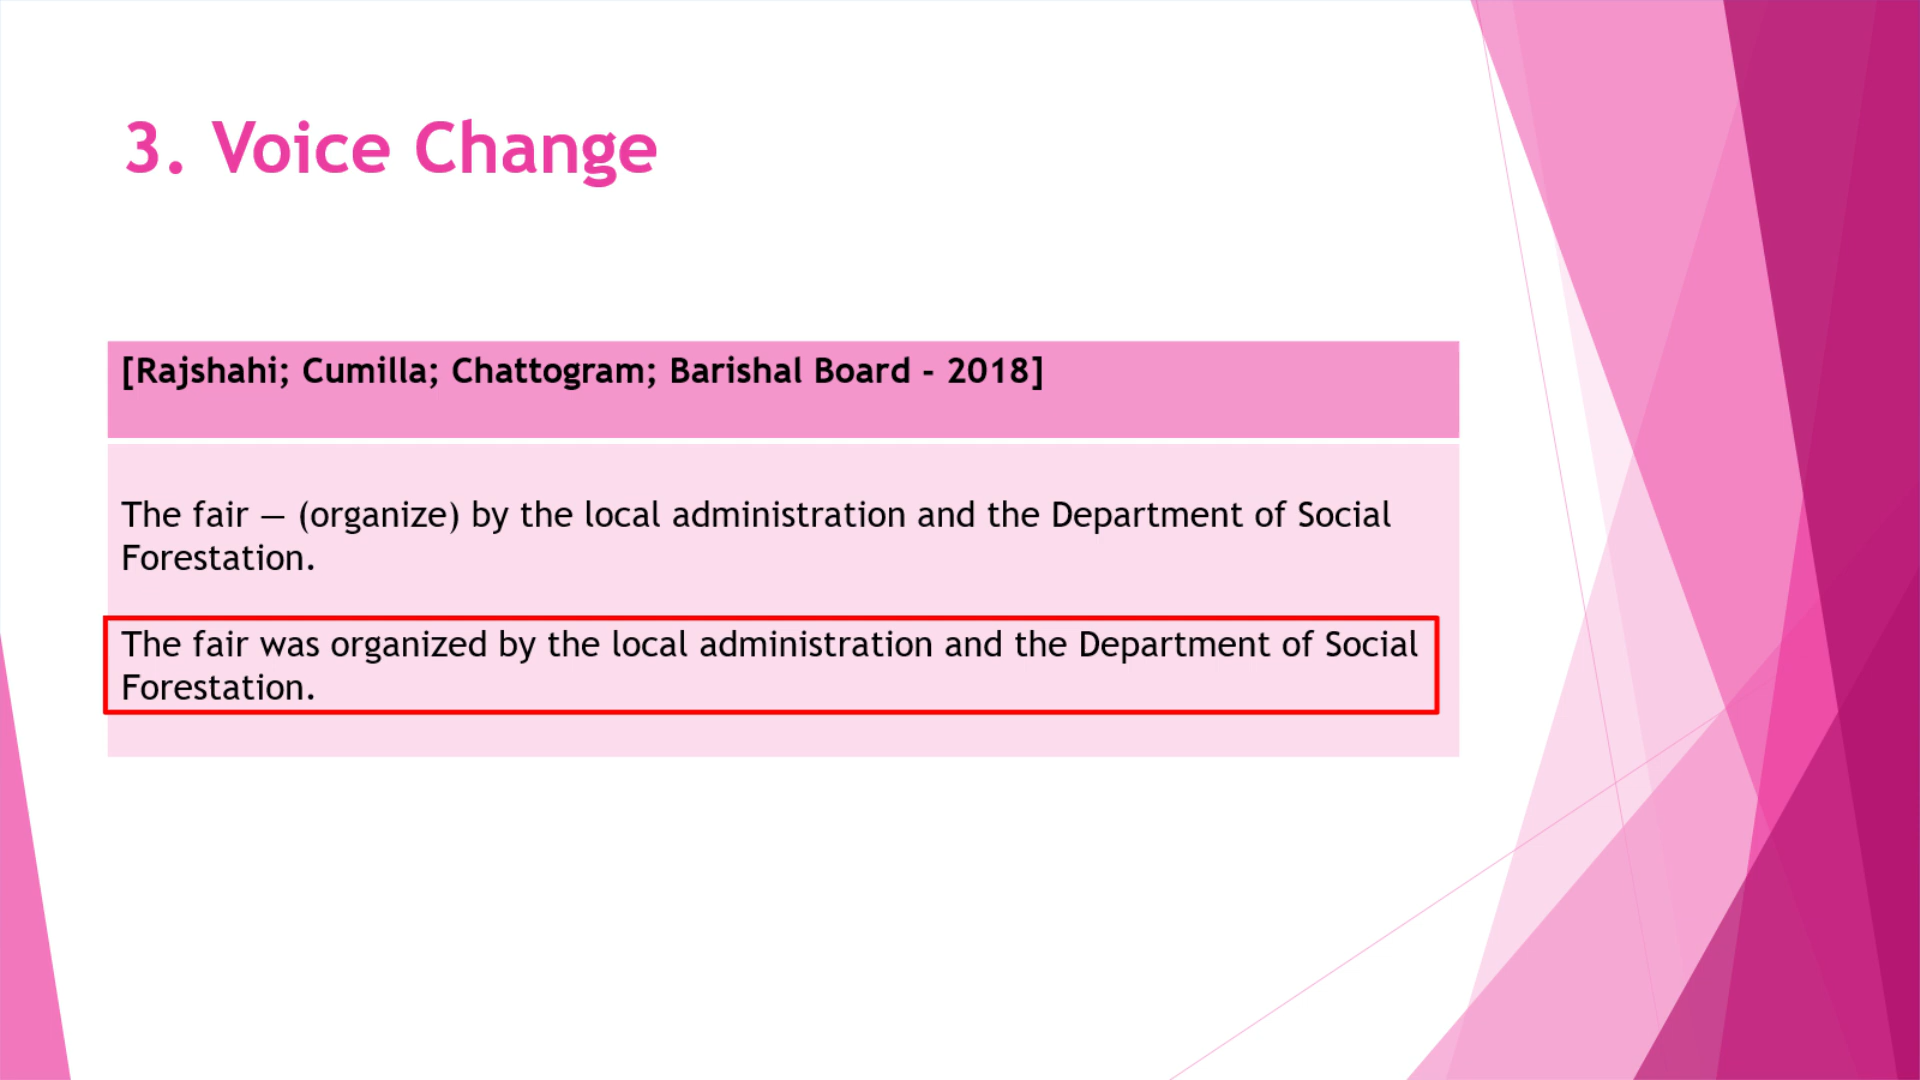 3. Voice Change
[Rajshahi; Cumilla; Chattogram; Barishal Board - 2018]
The fair — (organize) by the local administration and the Department of Social
Forestation.
The fair was organized by the local administration and the Department of Social
Forestation.